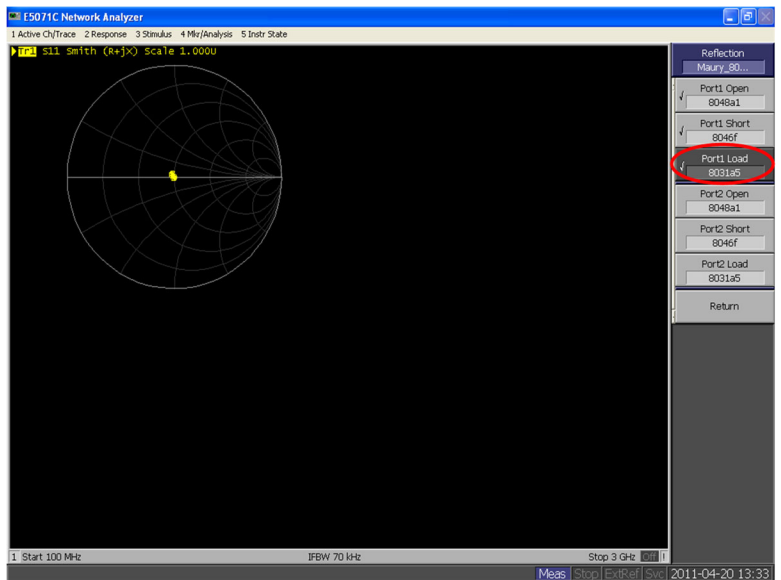 E5071C Network Analyzer
1 Active Ch/Trace 2 Response 3 Stimulus 4 Mkr/Analysis 5 Instr State
Tr1 S11 Smith (R+jX) Scale 1.000U
Reflection
Maury_80...
Port1 Open
8048a1
Port1 Short
8046f
Port1 Load
8031a5
Port2 Open
8048a1
Port2 Short
8046f
Port2 Load
8031a5
Return
1 Start 100 MHz IFBW 70 kHz Stop 3 GHz Off !
Meas Stop ExtRef Svc 2011-04-20 13:33